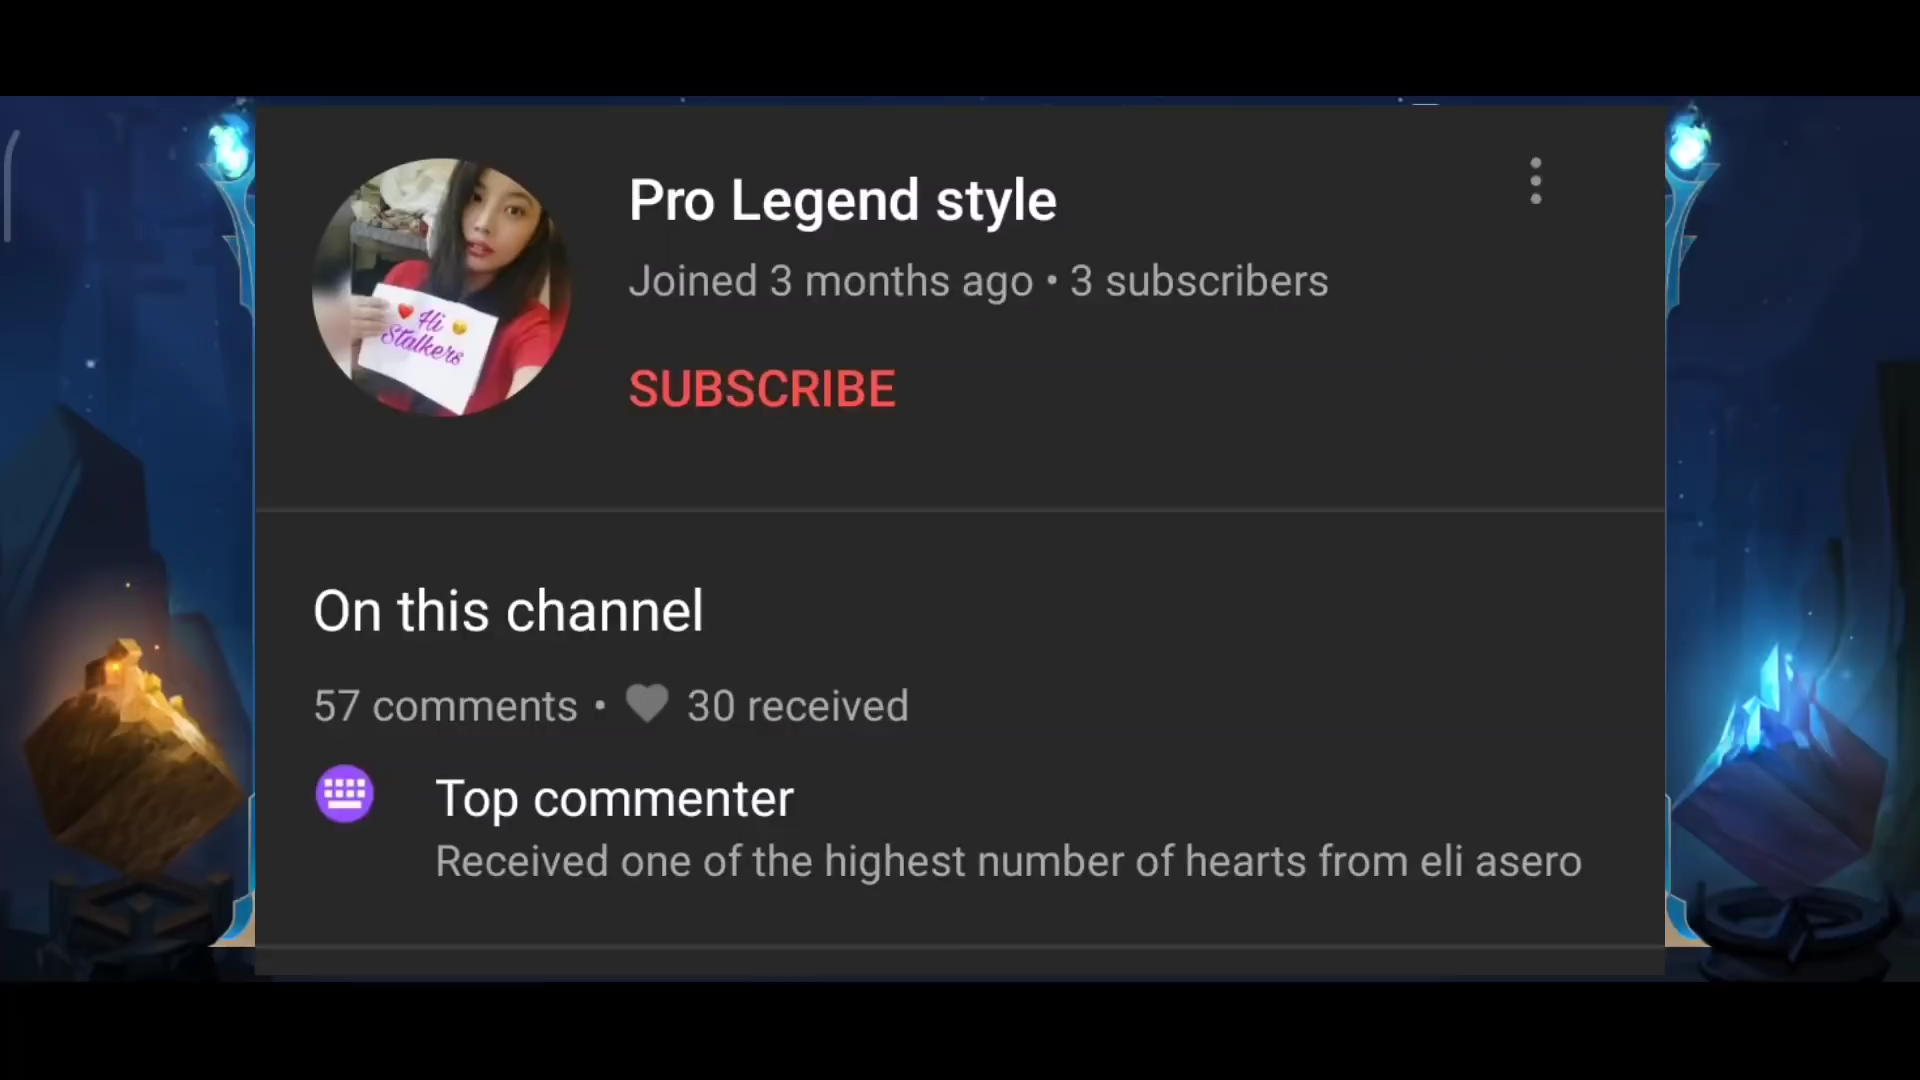 Pro Legend style
Joined 3 months ago • 3 subscribers
Hi
Stalkers
SUBSCRIBE
On this channel
57 comments • 30 received
Top commenter
Received one of the highest number of hearts from eli asero